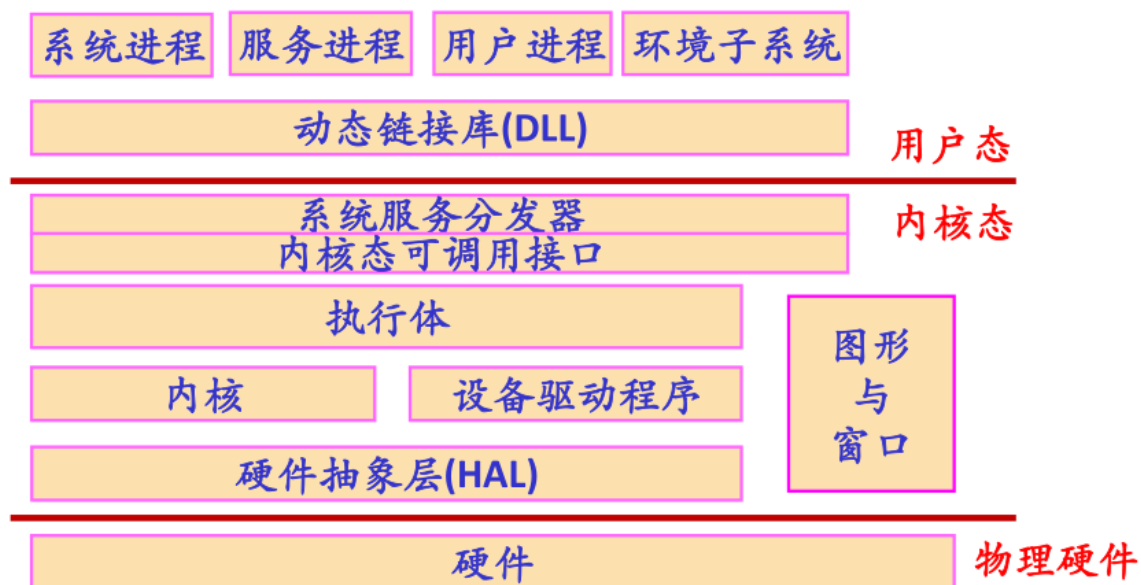 系统进程 服务进程 用户进程 环境子系统
动态链接库(DLL)
用户态
系统服务分发器
内核态
内核态可调用接口
执行体
图形
与
窗口
内核 设备驱动程序
硬件抽象层(HAL)
硬件
物理硬件